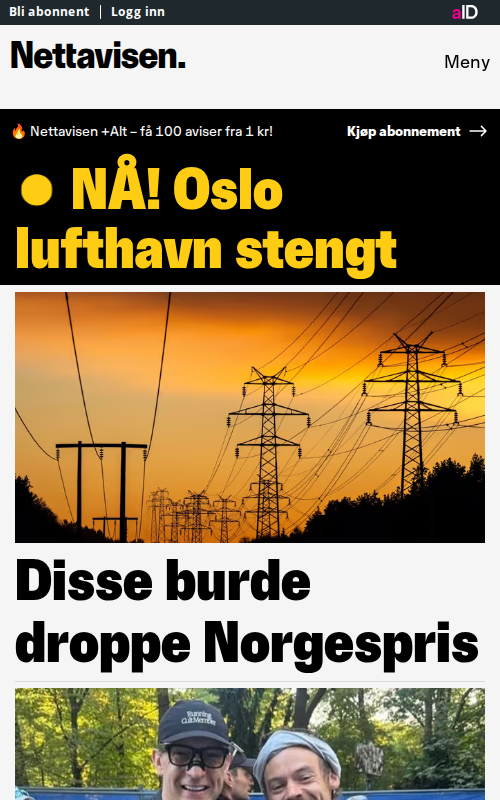 Bli abonnent | Logg inn
aID
Nettavisen.
Meny
🔥 Nettavisen +Alt – få 100 aviser fra 1 kr!
Kjøp abonnement →
NÅ! Oslo
lufthavn stengt
Disse burde
droppe Norgespris
Running
Cult Member